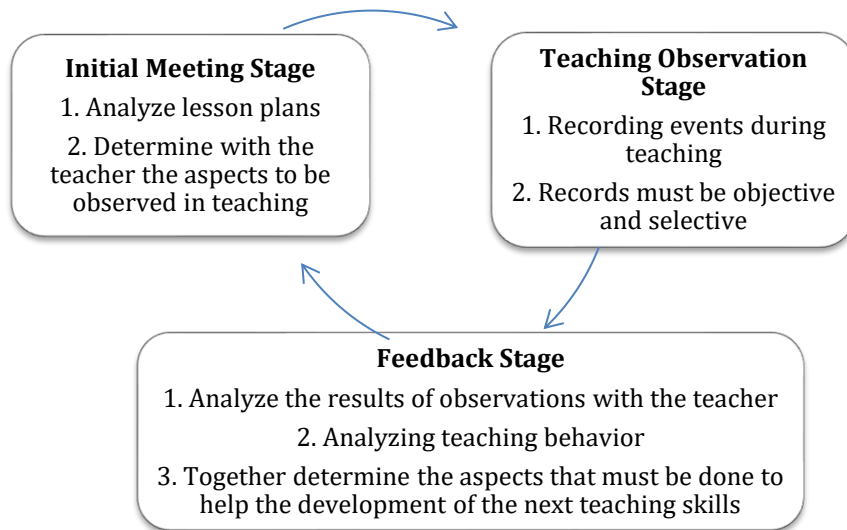 Initial Meeting Stage
1. Analyze lesson plans
2. Determine with the
teacher the aspects to be
observed in teaching
Teaching Observation
Stage
1. Recording events during
teaching
2. Records must be objective
and selective
Feedback Stage
1. Analyze the results of observations with the teacher
2. Analyzing teaching behavior
3. Together determine the aspects that must be done to
help the development of the next teaching skills